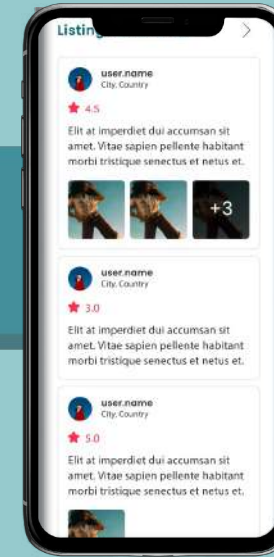 Listing
user.name
City, Country
4.5
Elit at imperdiet dui accumsan sit
amet. Vitae sapien pellente habitant
morbi tristique senectus et netus et.
+3
user.name
City, Country
3.0
Elit at imperdiet dui accumsan sit
amet. Vitae sapien pellente habitant
morbi tristique senectus et netus et.
user.name
City, Country
5.0
Elit at imperdiet dui accumsan sit
amet. Vitae sapien pellente habitant
morbi tristique senectus et netus et.